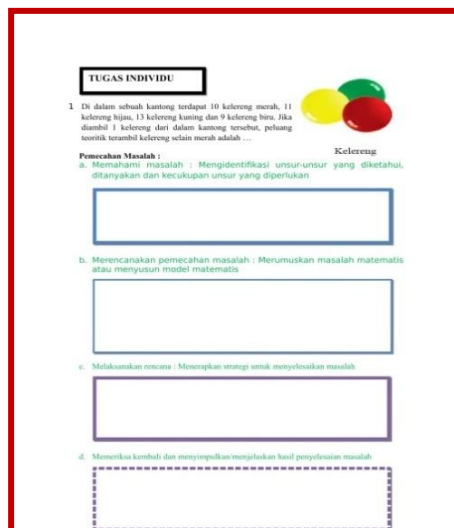 TUGAS INDIVIDU
1 Di dalam sebuah kantong terdapat 10 kelereng merah, 11
kelereng hijau, 13 kelereng kuning dan 9 kelereng biru. Jika
diambil 1 kelereng dari dalam kantong tersebut, peluang
teoritik terambil kelereng selain merah adalah ....
Kelereng
Pemecahan Masalah :
a. Memahami masalah : Mengidentifikasi unsur-unsur yang diketahui,
ditanyakan dan kecukupan unsur yang diperlukan
b. Merencanakan pemecahan masalah : Merumuskan masalah matematis
atau menyusun model matematis
c. Melaksanakan rencana : Menerapkan strategi untuk menyelesaikan masalah
d. Memeriksa kembali dan menyimpulkan/menjelaskan hasil penyelesaian masalah